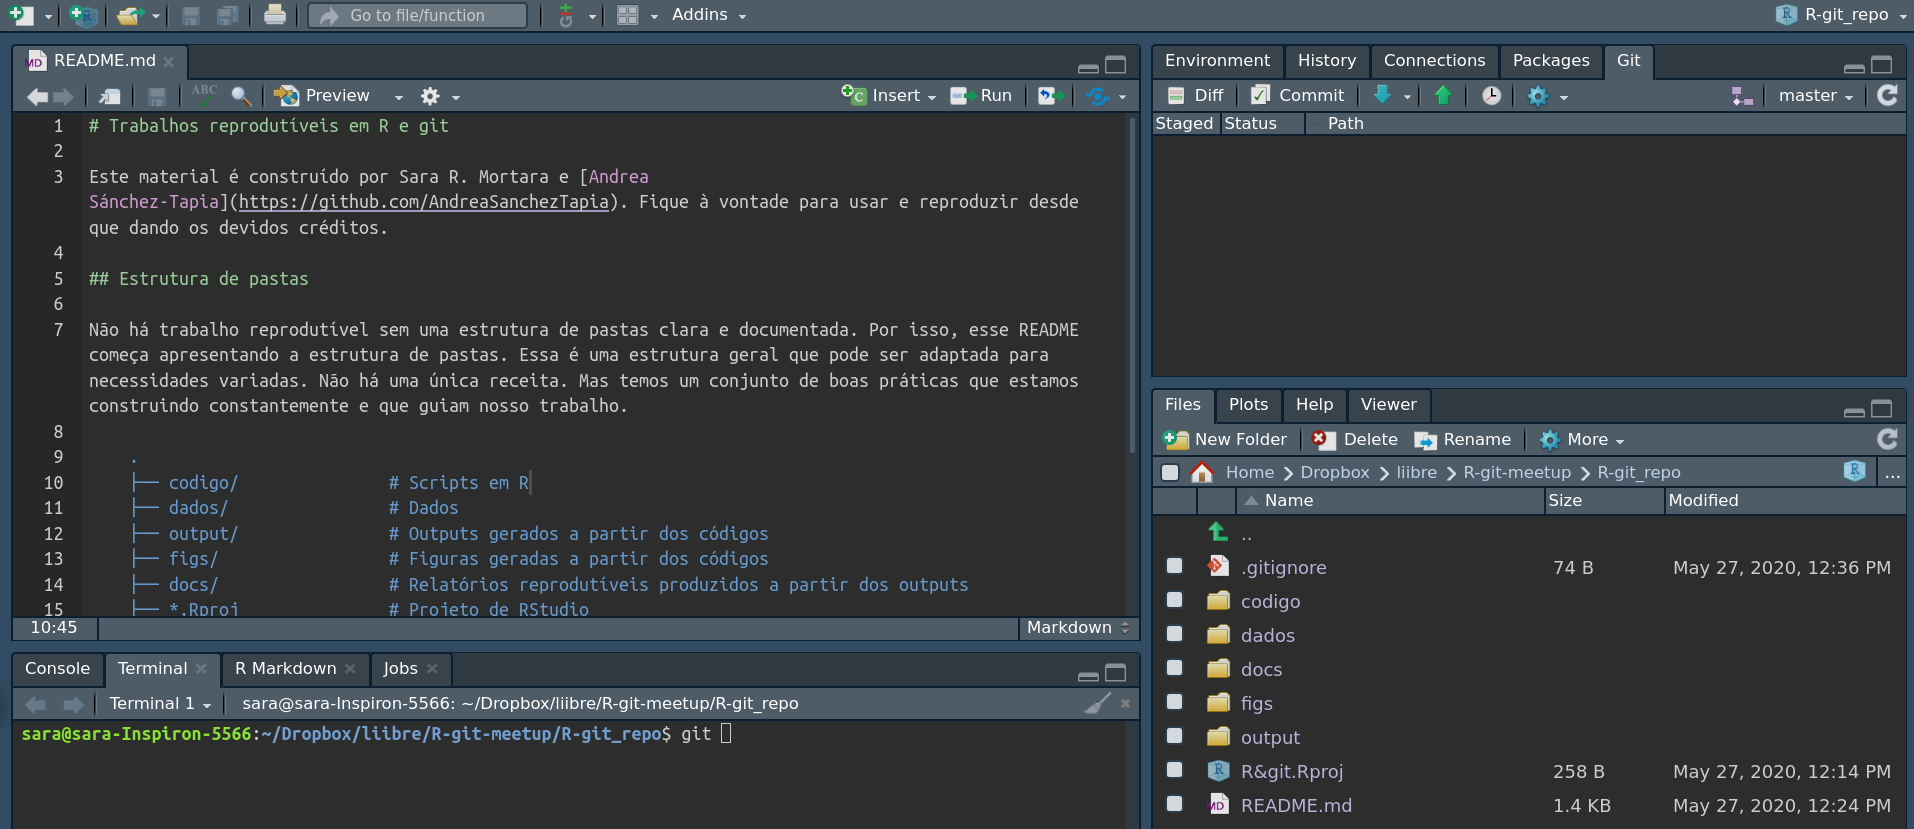 Go to file/function
Addins
R-git_repo
README.md
ABC
Preview
Insert
Run
1 # Trabalhos reprodutíveis em R e git
2
3 Este material é construído por Sara R. Mortara e [Andrea
Sánchez-Tapia](https://github.com/AndreaSanchezTapia). Fique à vontade para usar e reproduzir desde
que dando os devidos créditos.
4
5 ## Estrutura de pastas
6
7 Não há trabalho reprodutível sem uma estrutura de pastas clara e documentada. Por isso, esse README
começa apresentando a estrutura de pastas. Essa é uma estrutura geral que pode ser adaptada para
necessidades variadas. Não há uma única receita. Mas temos um conjunto de boas práticas que estamos
construindo constantemente e que guiam nosso trabalho.
8
9 .
10 ├── codigo/ # Scripts em R
11 ├── dados/ # Dados
12 ├── output/ # Outputs gerados a partir dos códigos
13 ├── figs/ # Figuras geradas a partir dos códigos
14 ├── docs/ # Relatórios reprodutíveis produzidos a partir dos outputs
15 ├── *.Rproj # Projeto de RStudio
10:45 Markdown
Console Terminal R Markdown Jobs
Terminal 1 sara@sara-Inspiron-5566: ~/Dropbox/liibre/R-git-meetup/R-git_repo
sara@sara-Inspiron-5566:~/Dropbox/liibre/R-git-meetup/R-git_repo$ git
Environment History Connections Packages Git
Diff Commit master
Staged Status Path
Files Plots Help Viewer
New Folder Delete Rename More
Home Dropbox liibre R-git-meetup R-git_repo ...
Name Size Modified
..
.gitignore 74 B May 27, 2020, 12:36 PM
codigo
dados
docs
figs
output
R&git.Rproj 258 B May 27, 2020, 12:14 PM
README.md 1.4 KB May 27, 2020, 12:24 PM